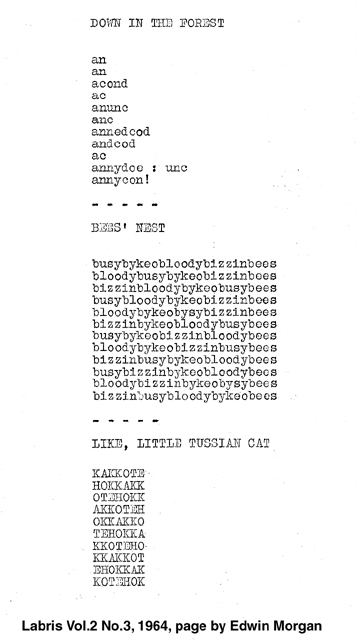 DOWN IN THE FOREST
an
an
acond
ac
anunc
anc
annedcod
andcod
ac
annydoe : unc
annycon!
- - - - -
BEES' NEST
busybykeobloodybizzinbees
bloodybusybykeobizzinbees
bizzinbloodybykeobusybees
busybloodybykeobizzinbees
bloodybykeobysybizzinbees
bizzinbykeobloodybusybees
busybykeobizzinbloodybees
bloodybykeobizzinbusybees
bizzinbusybykeobloodybees
busybizzinbykeobloodybees
bloodybizzinbykeobysybees
bizzinbusybloodybykeobees
- - - - -
LIKE, LITTLE TUSSIAN CAT
KAKKOTE
HOKKAKK
OTEHOKK
AKKOTEH
OKKAKKO
TEHOKKA
KKOTEHO
KKAKKOT
EHOKKAK
KOTEHOK
Labris Vol.2 No.3, 1964, page by Edwin Morgan